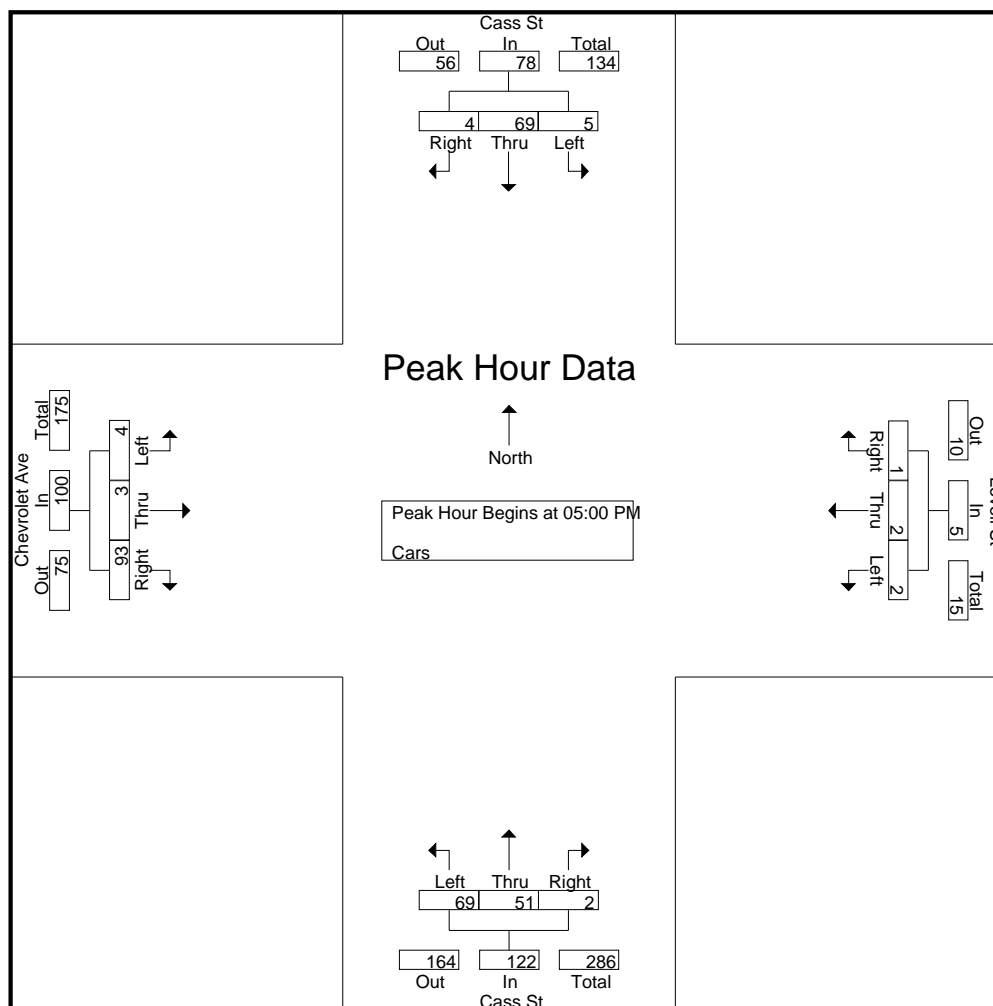 Cass St
Out In Total
56 78 134
4 69 5
Right Thru Left
Peak Hour Data
North
Peak Hour Begins at 05:00 PM
Cars
Chevrolet Ave
Out In Total
75 100 175
93 3 4
Right Thru Left
Out In Total
10 5 15
1 2 2
Right Thru Left
Left Thru Right
69 51 2
164 122 286
Out In Total
Cass St